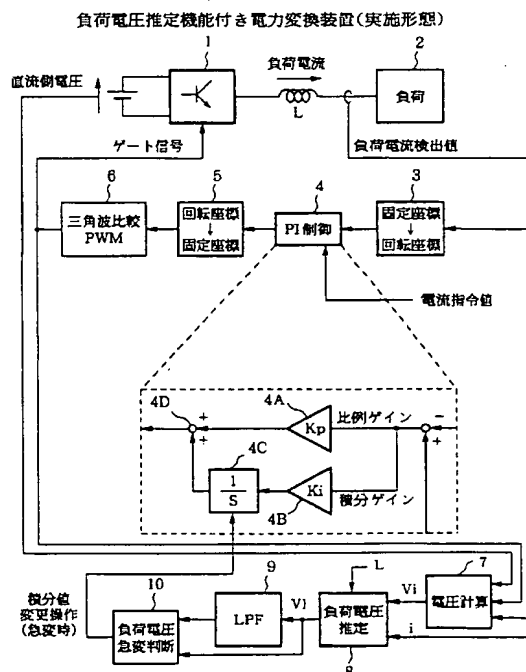 負荷電圧推定機能付き電力変換装置(実施形態)
1
2
負荷電流
直流側電圧
負荷
L
ゲート信号
負荷電流検出値
6
5
4
3
三角波比較
PWM
回転座標
↓
固定座標
PI制御
固定座標
↓
回転座標
電流指令値
4A
4D
+
Kp
比例ゲイン
-
+
+
4C
1
S
Ki
積分ゲイン
4B
7
9
L
10
積分値
変更操作
(急変時)
負荷電圧
急変判断
LPF
Vl
負荷電圧
推定
Vi
i
電圧計算
8